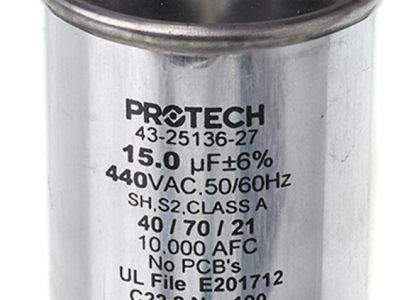 PROTECH
43-25136-27
15.0 µF±6%
440VAC.50/60Hz
SH,S2,CLASS A
40 / 70 / 21
10.000 AFC
No PCB's
UL File E201712